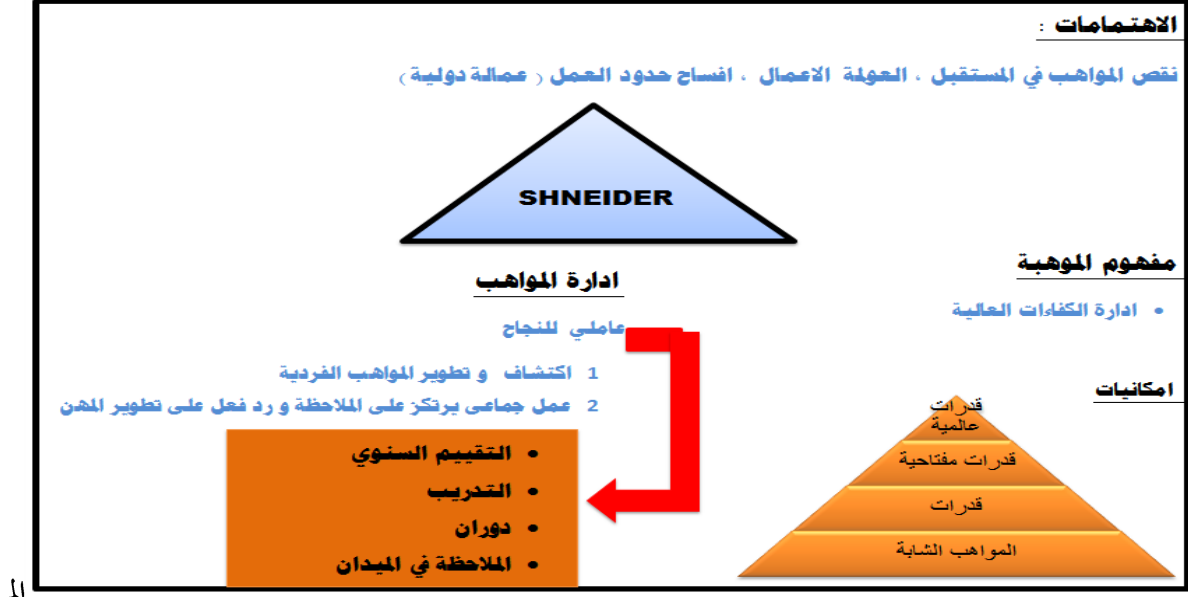 الاهتمامات :
نقص المواهب في المستقبل ، العولمة الاعمال ، افساح حدود العمل ( عمالة دولية )
SHNEIDER
مفهوم الموهبة
• ادارة الكفاءات العالية
ادارة المواهب
عاملي للنجاح
1 اكتشاف و تطوير المواهب الفردية
2 عمل جماعي يرتكز على الملاحظة و رد فعل على تطوير المهن
• التقييم السنوي
• التدريب
• دوران
• الملاحظة في الميدان
امكانيات
قدرات
عالمية
قدرات مفتاحية
قدرات
المواهب الشابة